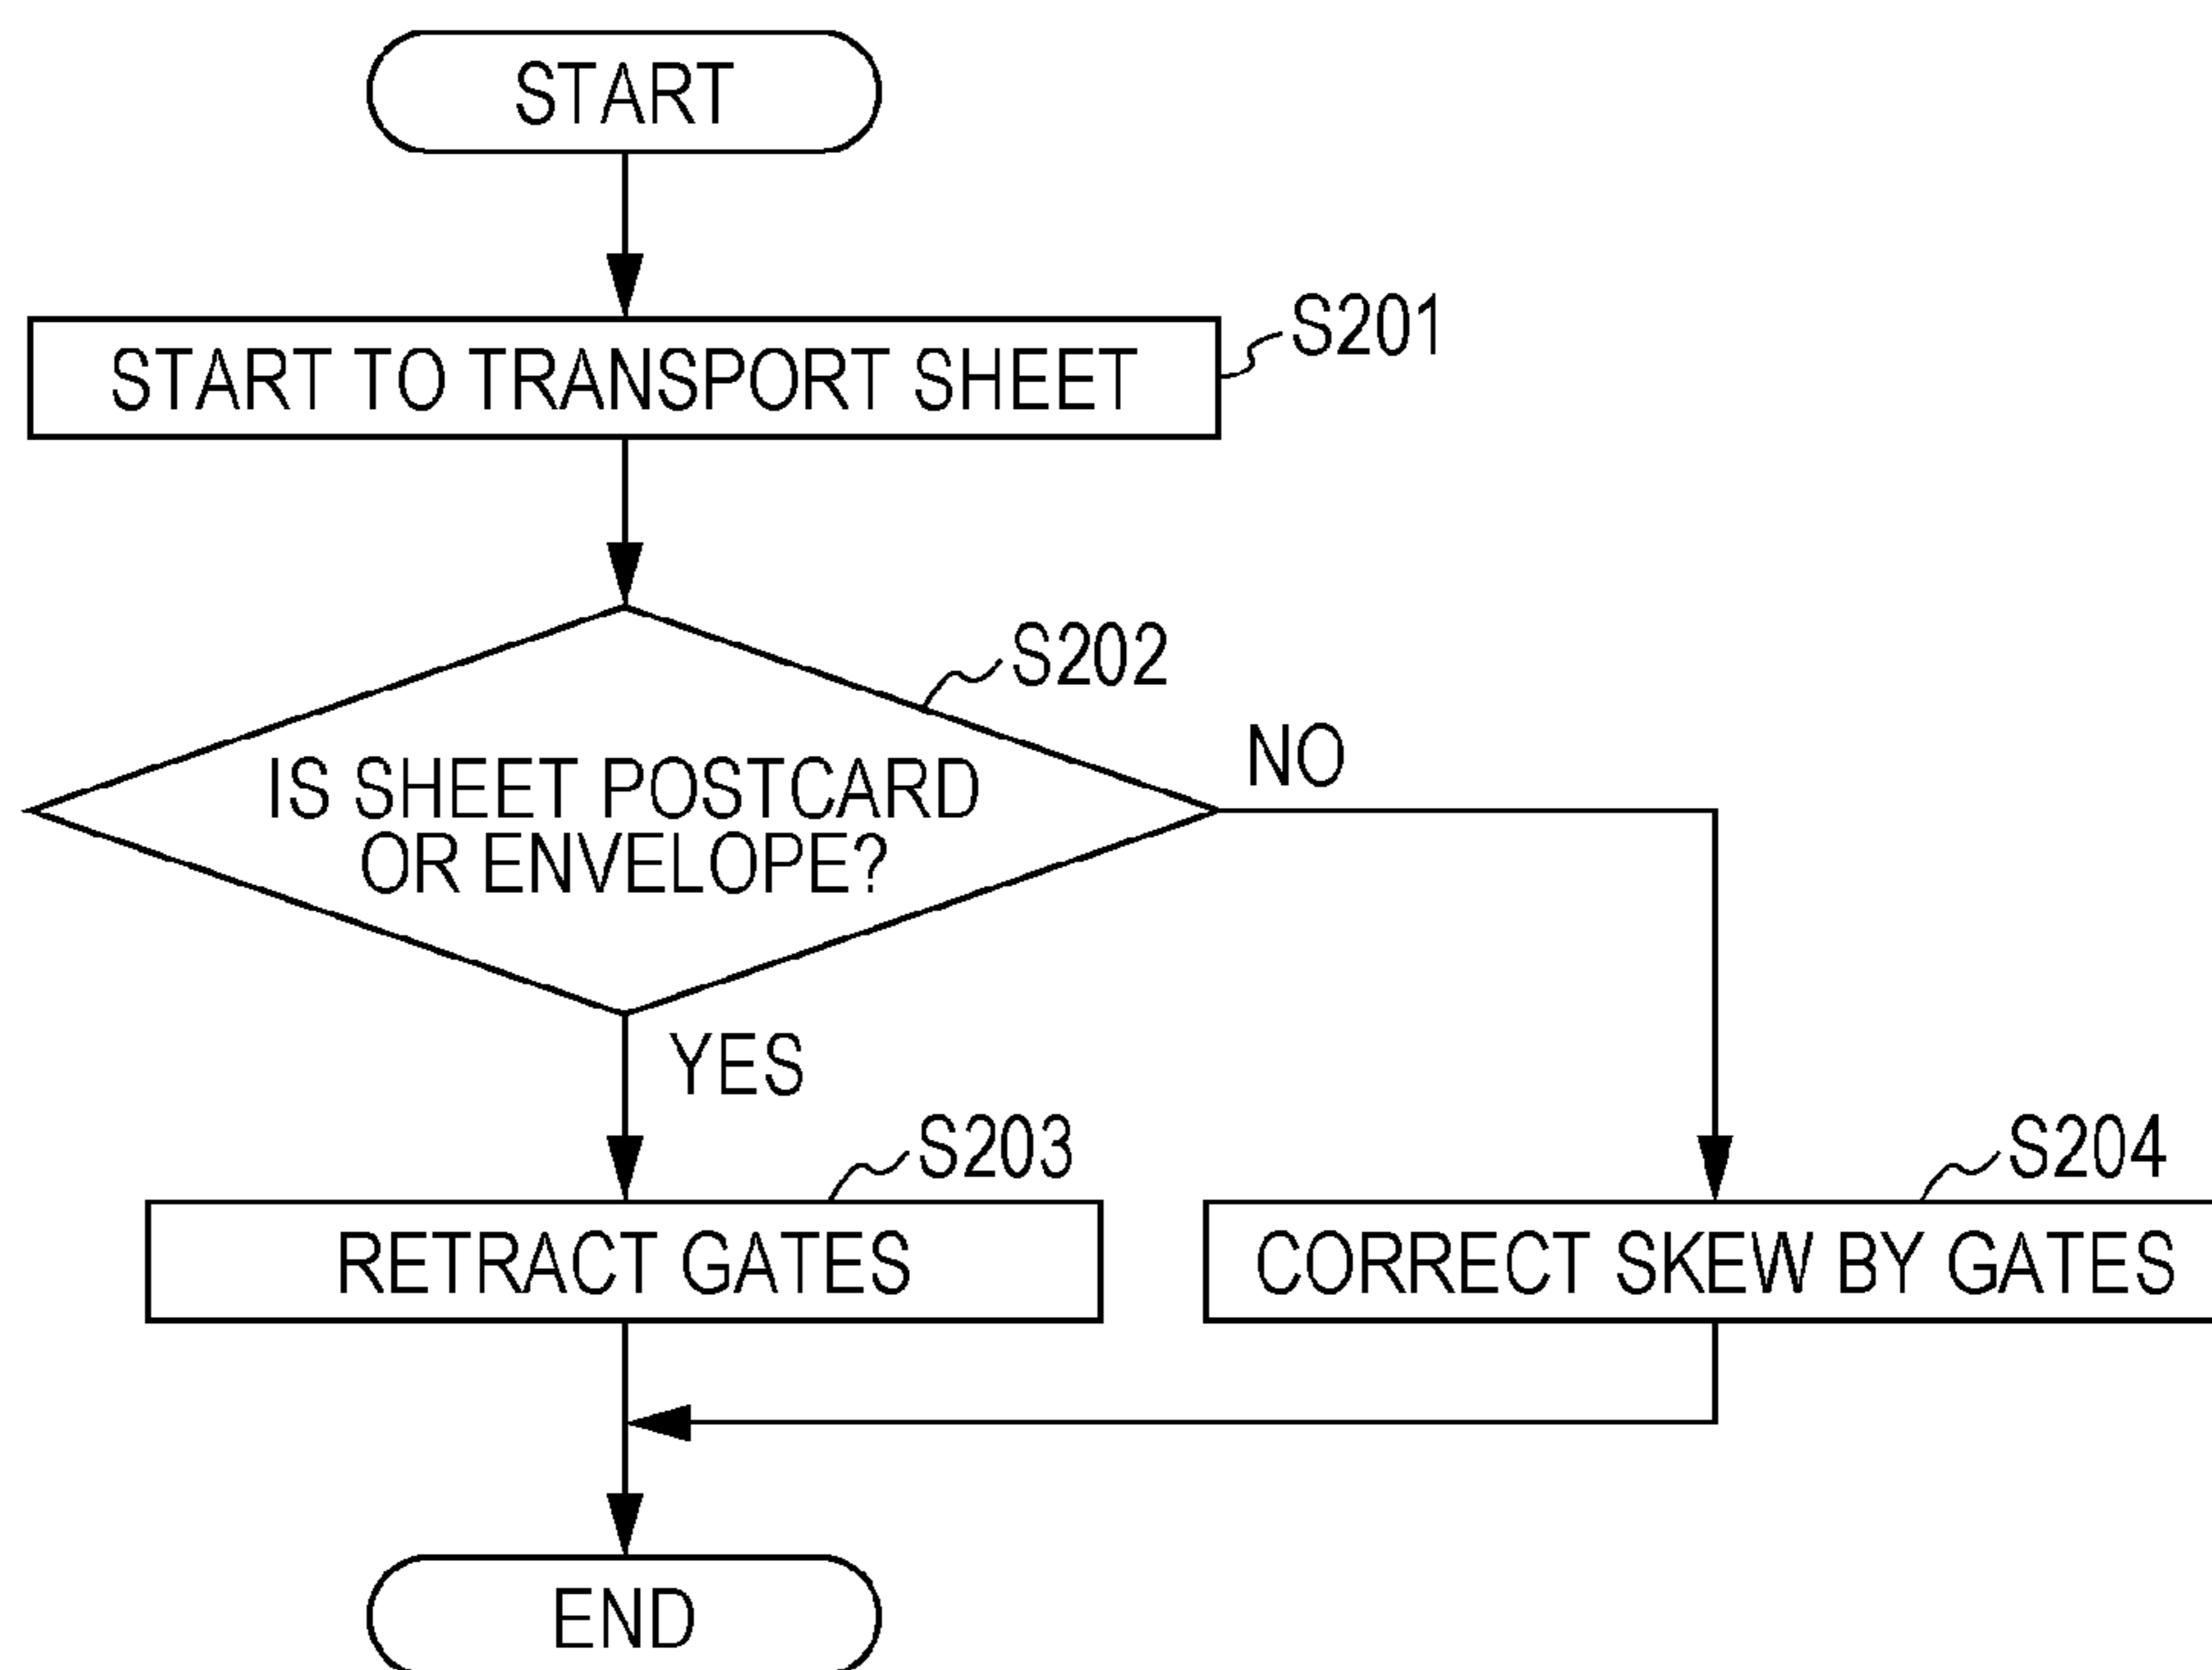 START
START TO TRANSPORT SHEET
S201
S202
IS SHEET POSTCARD
OR ENVELOPE?
NO
YES
S203
RETRACT GATES
S204
CORRECT SKEW BY GATES
END